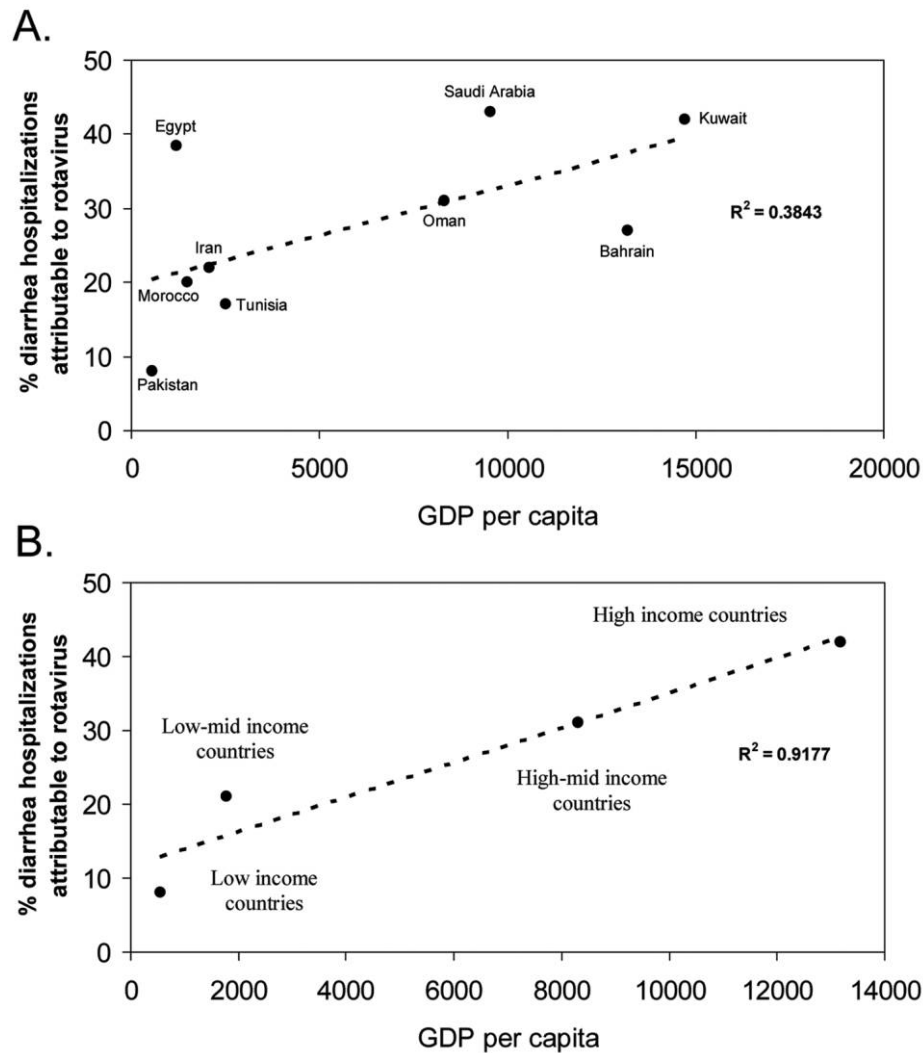 A.
% diarrhea hospitalizations
attributable to rotavirus
50
40
30
20
10
0
Saudi Arabia
Egypt
Kuwait
R² = 0.3843
Oman
Bahrain
Iran
Morocco
Tunisia
Pakistan
0 5000 10000 15000 20000
GDP per capita
B.
% diarrhea hospitalizations
attributable to rotavirus
50
40
30
20
10
0
High income countries
Low-mid income
countries
R² = 0.9177
High-mid income
countries
Low income
countries
0 2000 4000 6000 8000 10000 12000 14000
GDP per capita